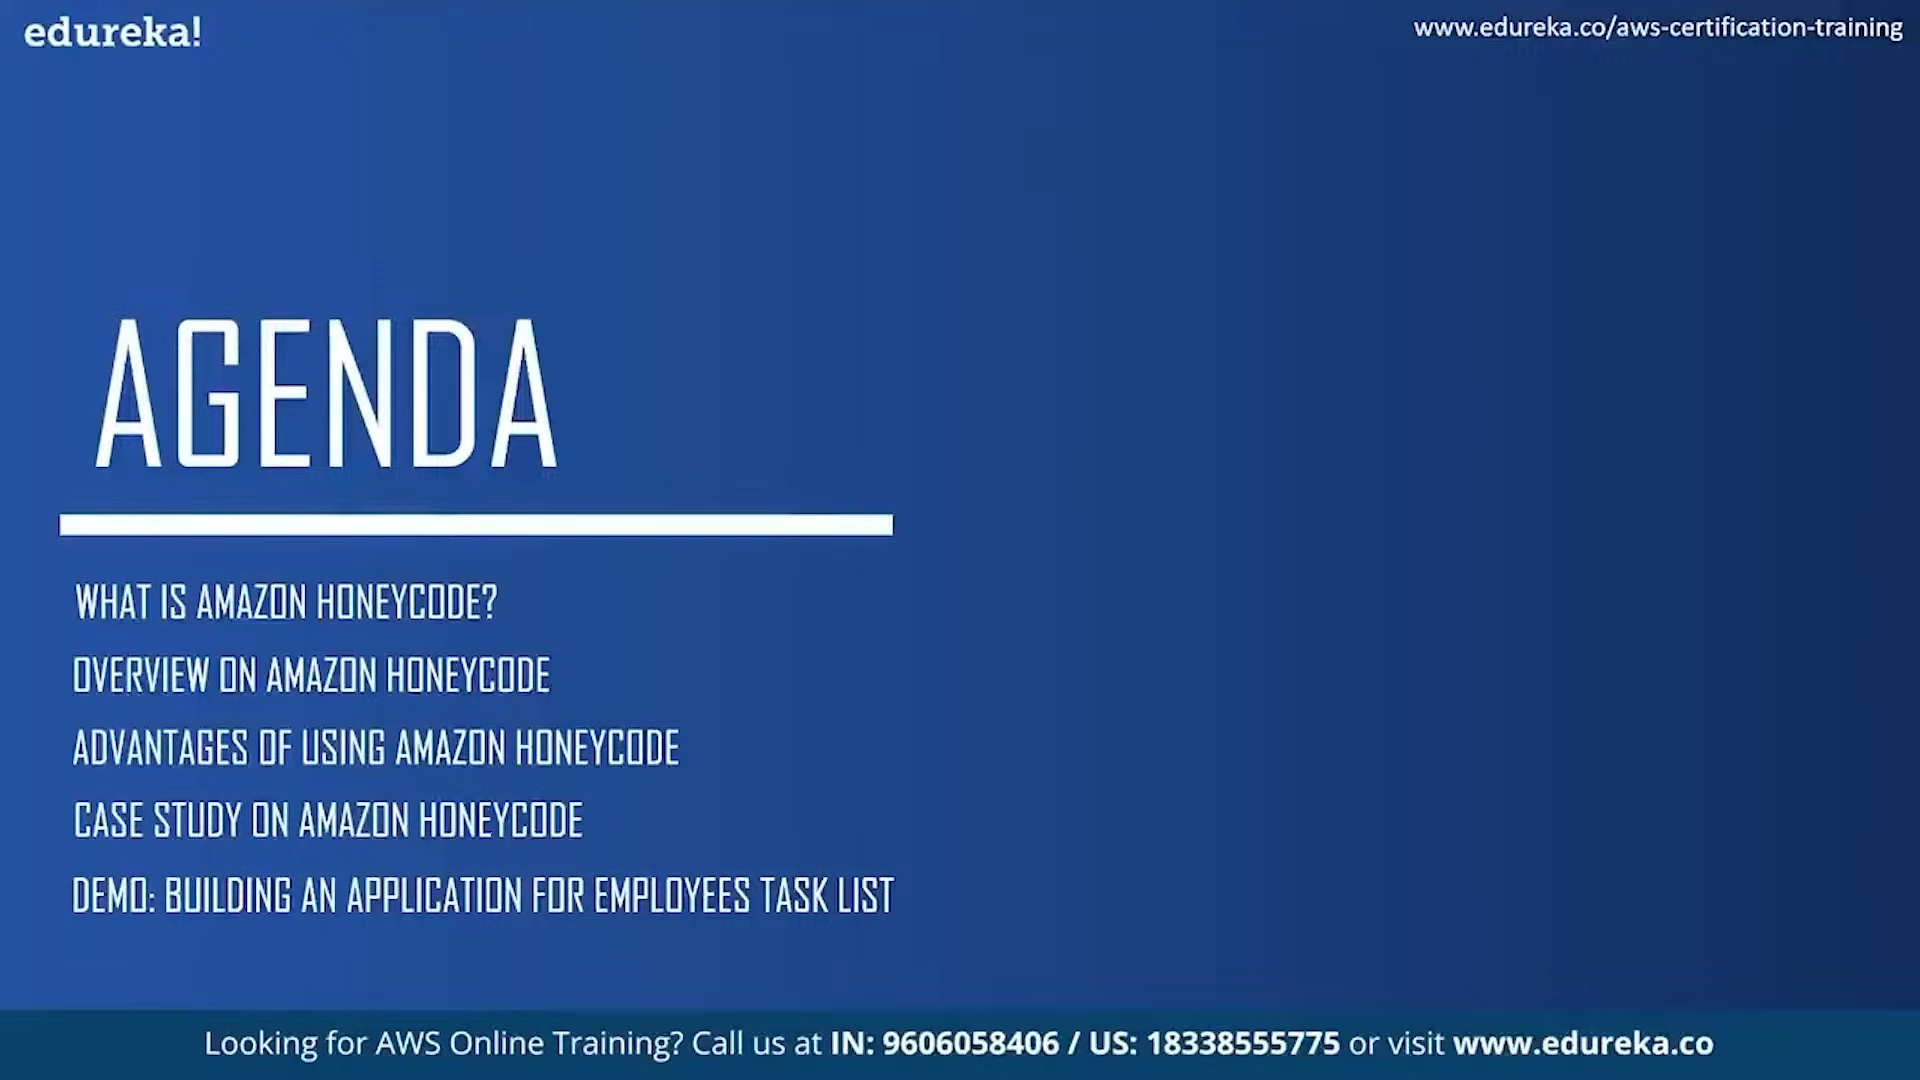 edureka!
www.edureka.co/aws-certification-training
AGENDA
WHAT IS AMAZON HONEYCODE?
OVERVIEW ON AMAZON HONEYCODE
ADVANTAGES OF USING AMAZON HONEYCODE
CASE STUDY ON AMAZON HONEYCODE
DEMO: BUILDING AN APPLICATION FOR EMPLOYEES TASK LIST
Looking for AWS Online Training? Call us at IN: 9606058406 / US: 18338555775 or visit www.edureka.co